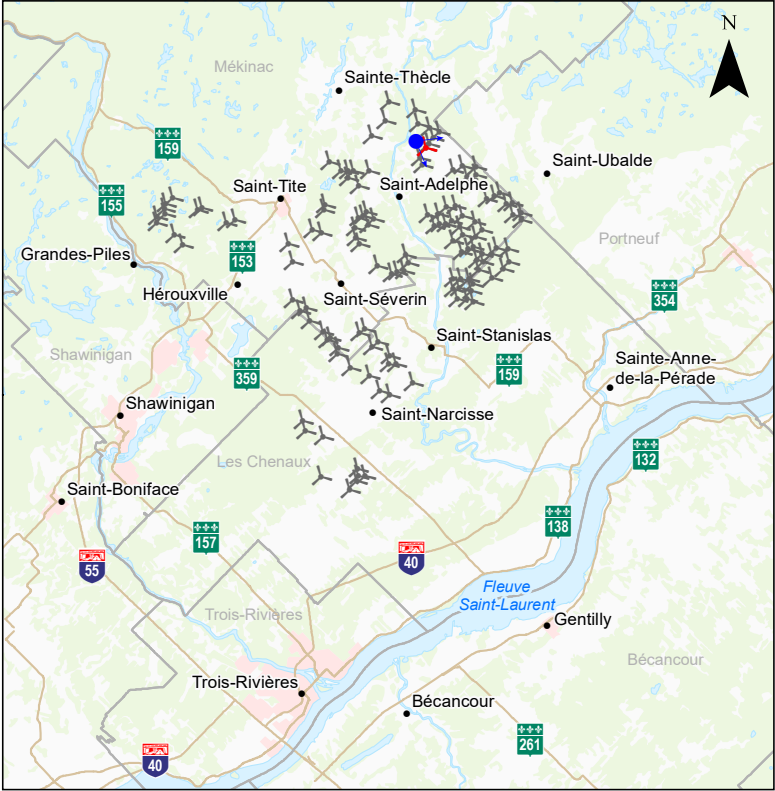 N
Mékinac
Sainte-Thècle
159
Saint-Ubalde
Saint-Tite
Saint-Adelphe
155
Portneuf
Grandes-Piles
153
Hérouxville
Saint-Séverin
354
Saint-Stanislas
Shawinigan
Sainte-Anne-
de-la-Pérade
359
159
Shawinigan
Saint-Narcisse
Les Chenaux
132
Saint-Boniface
138
157
40
55
Fleuve
Saint-Laurent
Trois-Rivières
Gentilly
Bécancour
Trois-Rivières
Bécancour
261
40